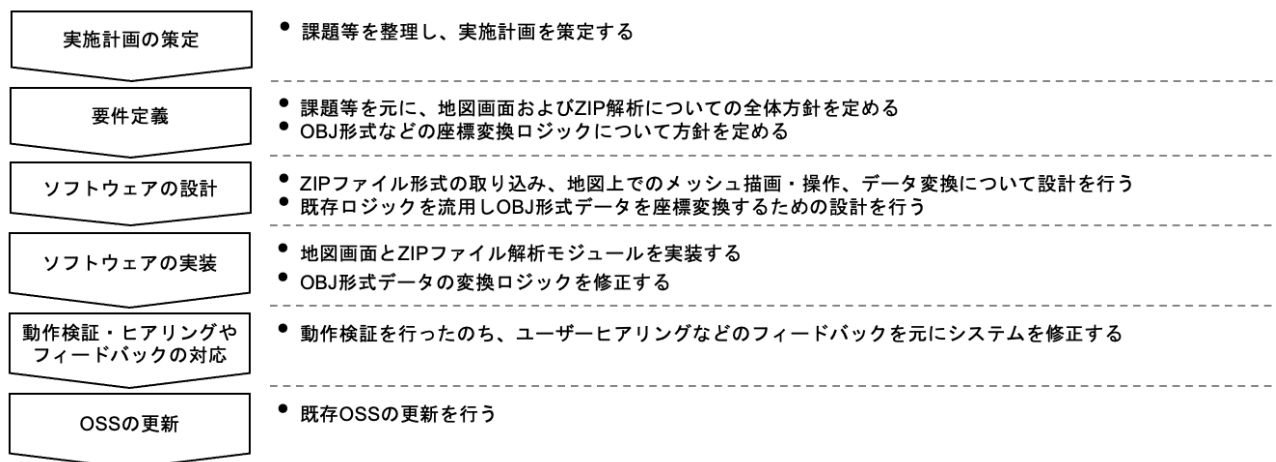 実施計画の策定
● 課題等を整理し、実施計画を策定する
要件定義
● 課題等を元に、地図画面およびZIP解析についての全体方針を定める
● OBJ形式などの座標変換ロジックについて方針を定める
ソフトウェアの設計
● ZIPファイル形式の取り込み、地図上でのメッシュ描画・操作、データ変換について設計を行う
● 既存ロジックを流用しOBJ形式データを座標変換するための設計を行う
ソフトウェアの実装
● 地図画面とZIPファイル解析モジュールを実装する
● OBJ形式データの変換ロジックを修正する
動作検証・ヒアリングや
フィードバックの対応
● 動作検証を行ったのち、ユーザーヒアリングなどのフィードバックを元にシステムを修正する
OSSの更新
● 既存OSSの更新を行う